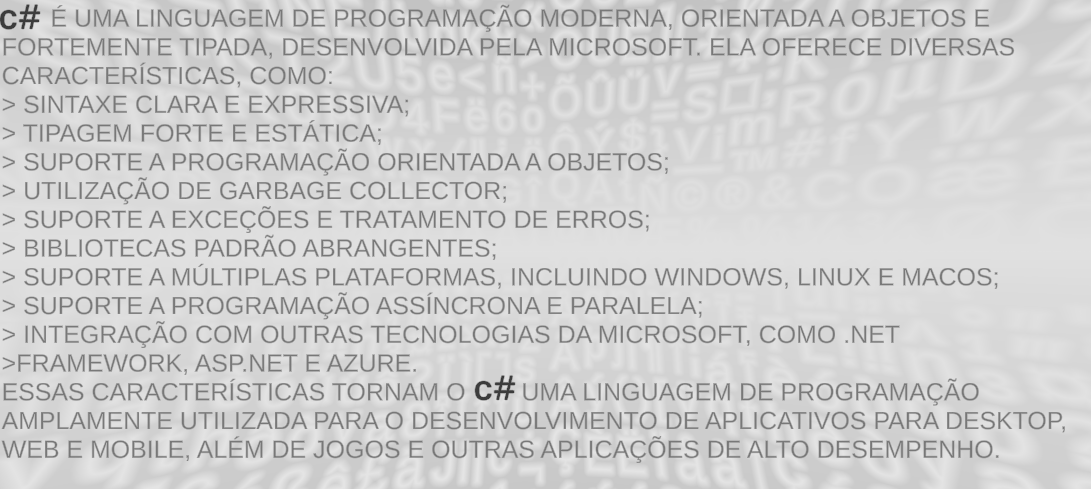 c# É UMA LINGUAGEM DE PROGRAMAÇÃO MODERNA, ORIENTADA A OBJETOS E
FORTEMENTE TIPADA, DESENVOLVIDA PELA MICROSOFT. ELA OFERECE DIVERSAS
CARACTERÍSTICAS, COMO:
> SINTAXE CLARA E EXPRESSIVA;
> TIPAGEM FORTE E ESTÁTICA;
> SUPORTE A PROGRAMAÇÃO ORIENTADA A OBJETOS;
> UTILIZAÇÃO DE GARBAGE COLLECTOR;
> SUPORTE A EXCEÇÕES E TRATAMENTO DE ERROS;
> BIBLIOTECAS PADRÃO ABRANGENTES;
> SUPORTE A MÚLTIPLAS PLATAFORMAS, INCLUINDO WINDOWS, LINUX E MACOS;
> SUPORTE A PROGRAMAÇÃO ASSÍNCRONA E PARALELA;
> INTEGRAÇÃO COM OUTRAS TECNOLOGIAS DA MICROSOFT, COMO .NET
>FRAMEWORK, ASP.NET E AZURE.
ESSAS CARACTERÍSTICAS TORNAM O c# UMA LINGUAGEM DE PROGRAMAÇÃO
AMPLAMENTE UTILIZADA PARA O DESENVOLVIMENTO DE APLICATIVOS PARA DESKTOP,
WEB E MOBILE, ALÉM DE JOGOS E OUTRAS APLICAÇÕES DE ALTO DESEMPENHO.